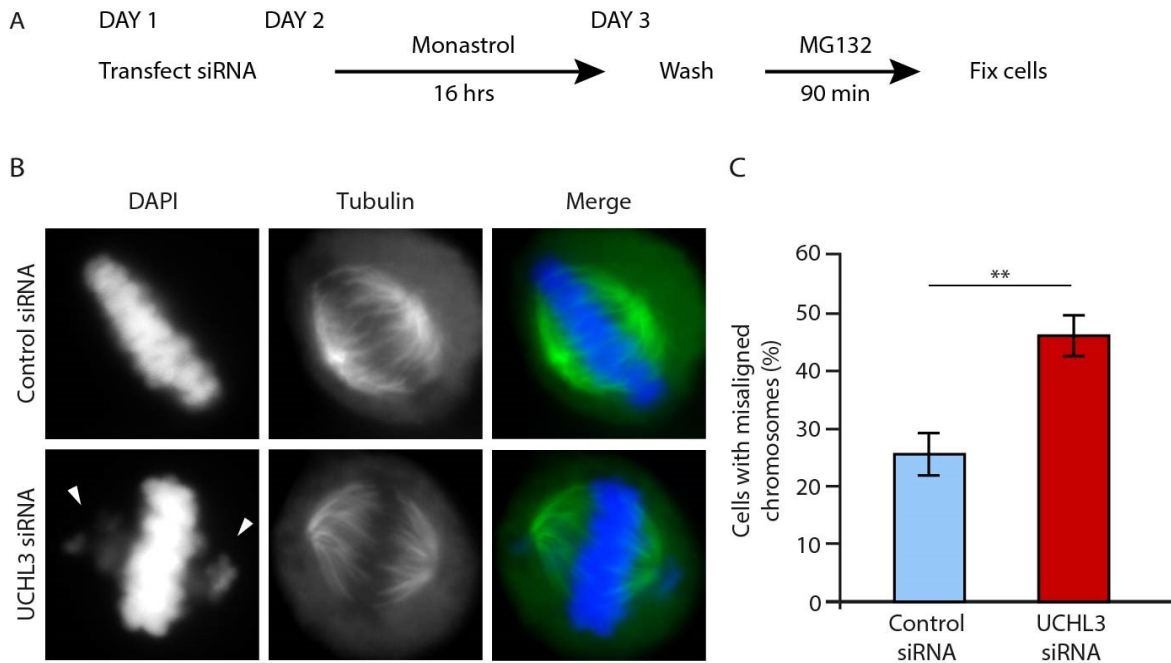 A
DAY 1
DAY 2
DAY 3
Transfect siRNA
Monastrol
16 hrs
Wash
MG132
90 min
Fix cells
B
DAPI
Tubulin
Merge
Control siRNA
UCHL3 siRNA
C
Cells with misaligned
chromosomes (%)
60
50
40
30
20
10
0
**
Control
siRNA
UCHL3
siRNA